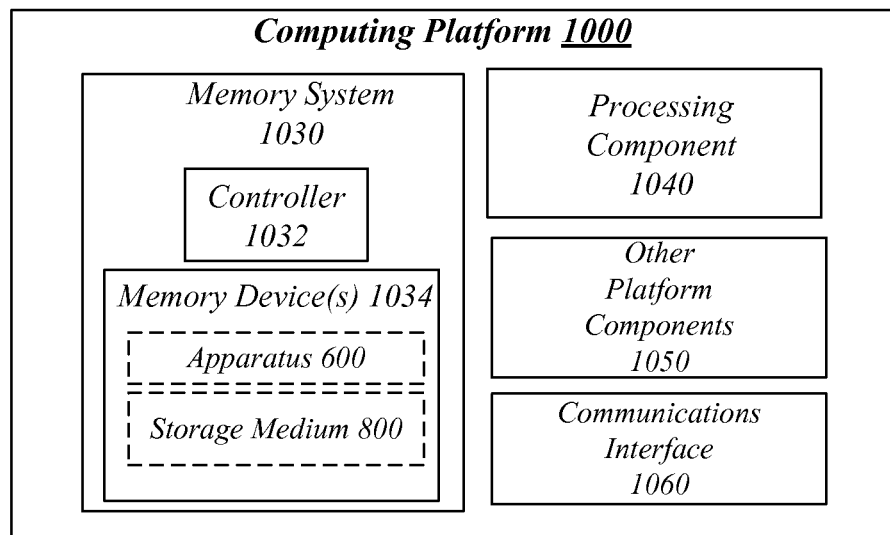 Computing Platform 1000
Memory System
1030
Controller
1032
Memory Device(s) 1034
Apparatus 600
Storage Medium 800
Processing
Component
1040
Other
Platform
Components
1050
Communications
Interface
1060